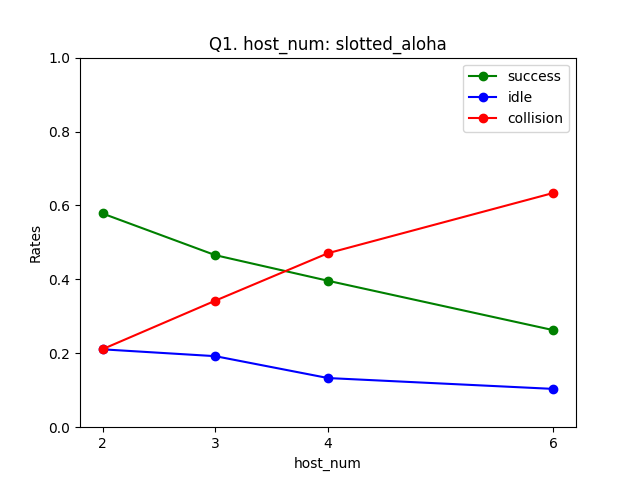 Q1. host_num: slotted_aloha
success
idle
collision
Rates
1.0
0.8
0.6
0.4
0.2
0.0
2 3 4 6
host_num